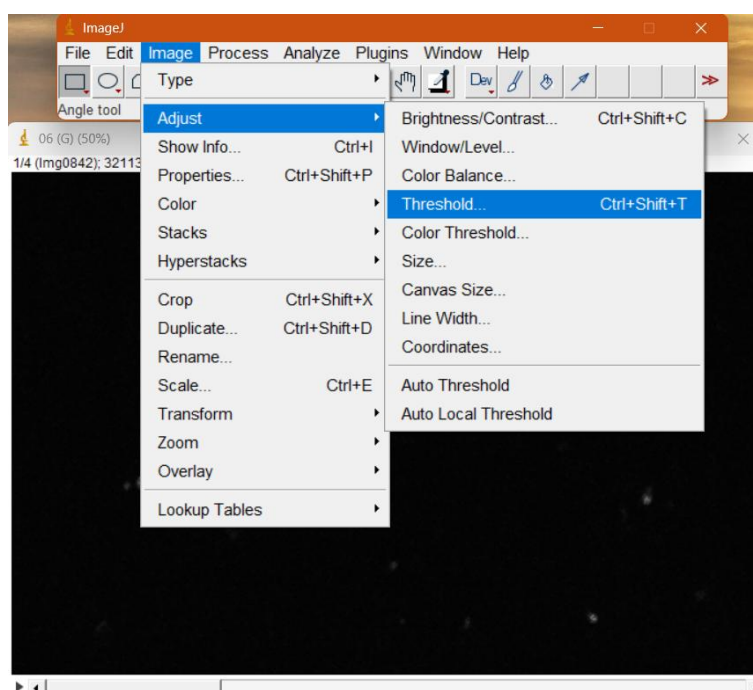 ImageJ
File Edit Image Process Analyze Plugins Window Help
Dev
Angle tool
06 (G) (50%)
1/4 (Img0842); 32113
Type
Adjust
Show Info... Ctrl+I
Properties... Ctrl+Shift+P
Color
Stacks
Hyperstacks
Crop Ctrl+Shift+X
Duplicate... Ctrl+Shift+D
Rename...
Scale... Ctrl+E
Transform
Zoom
Overlay
Lookup Tables
Brightness/Contrast... Ctrl+Shift+C
Window/Level...
Color Balance...
Threshold... Ctrl+Shift+T
Color Threshold...
Size...
Canvas Size...
Line Width...
Coordinates...
Auto Threshold
Auto Local Threshold